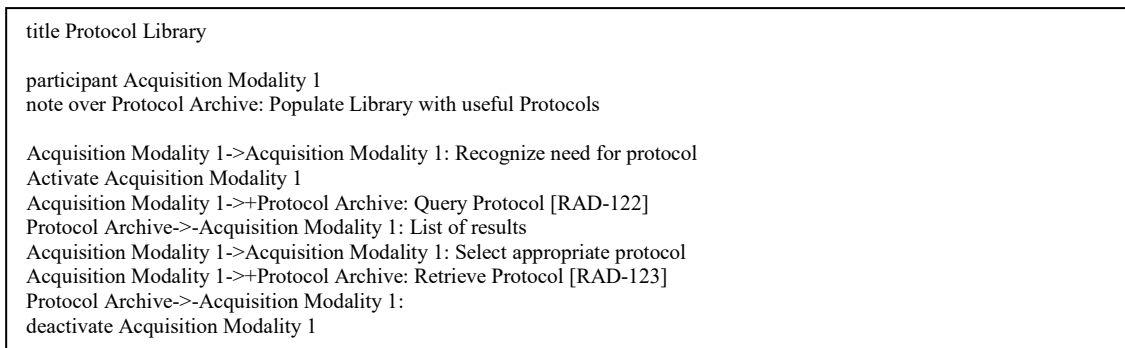 title Protocol Library
participant Acquisition Modality 1
note over Protocol Archive: Populate Library with useful Protocols
Acquisition Modality 1->Acquisition Modality 1: Recognize need for protocol
Activate Acquisition Modality 1
Acquisition Modality 1->+Protocol Archive: Query Protocol [RAD-122]
Protocol Archive->-Acquisition Modality 1: List of results
Acquisition Modality 1->Acquisition Modality 1: Select appropriate protocol
Acquisition Modality 1->+Protocol Archive: Retrieve Protocol [RAD-123]
Protocol Archive->-Acquisition Modality 1:
deactivate Acquisition Modality 1